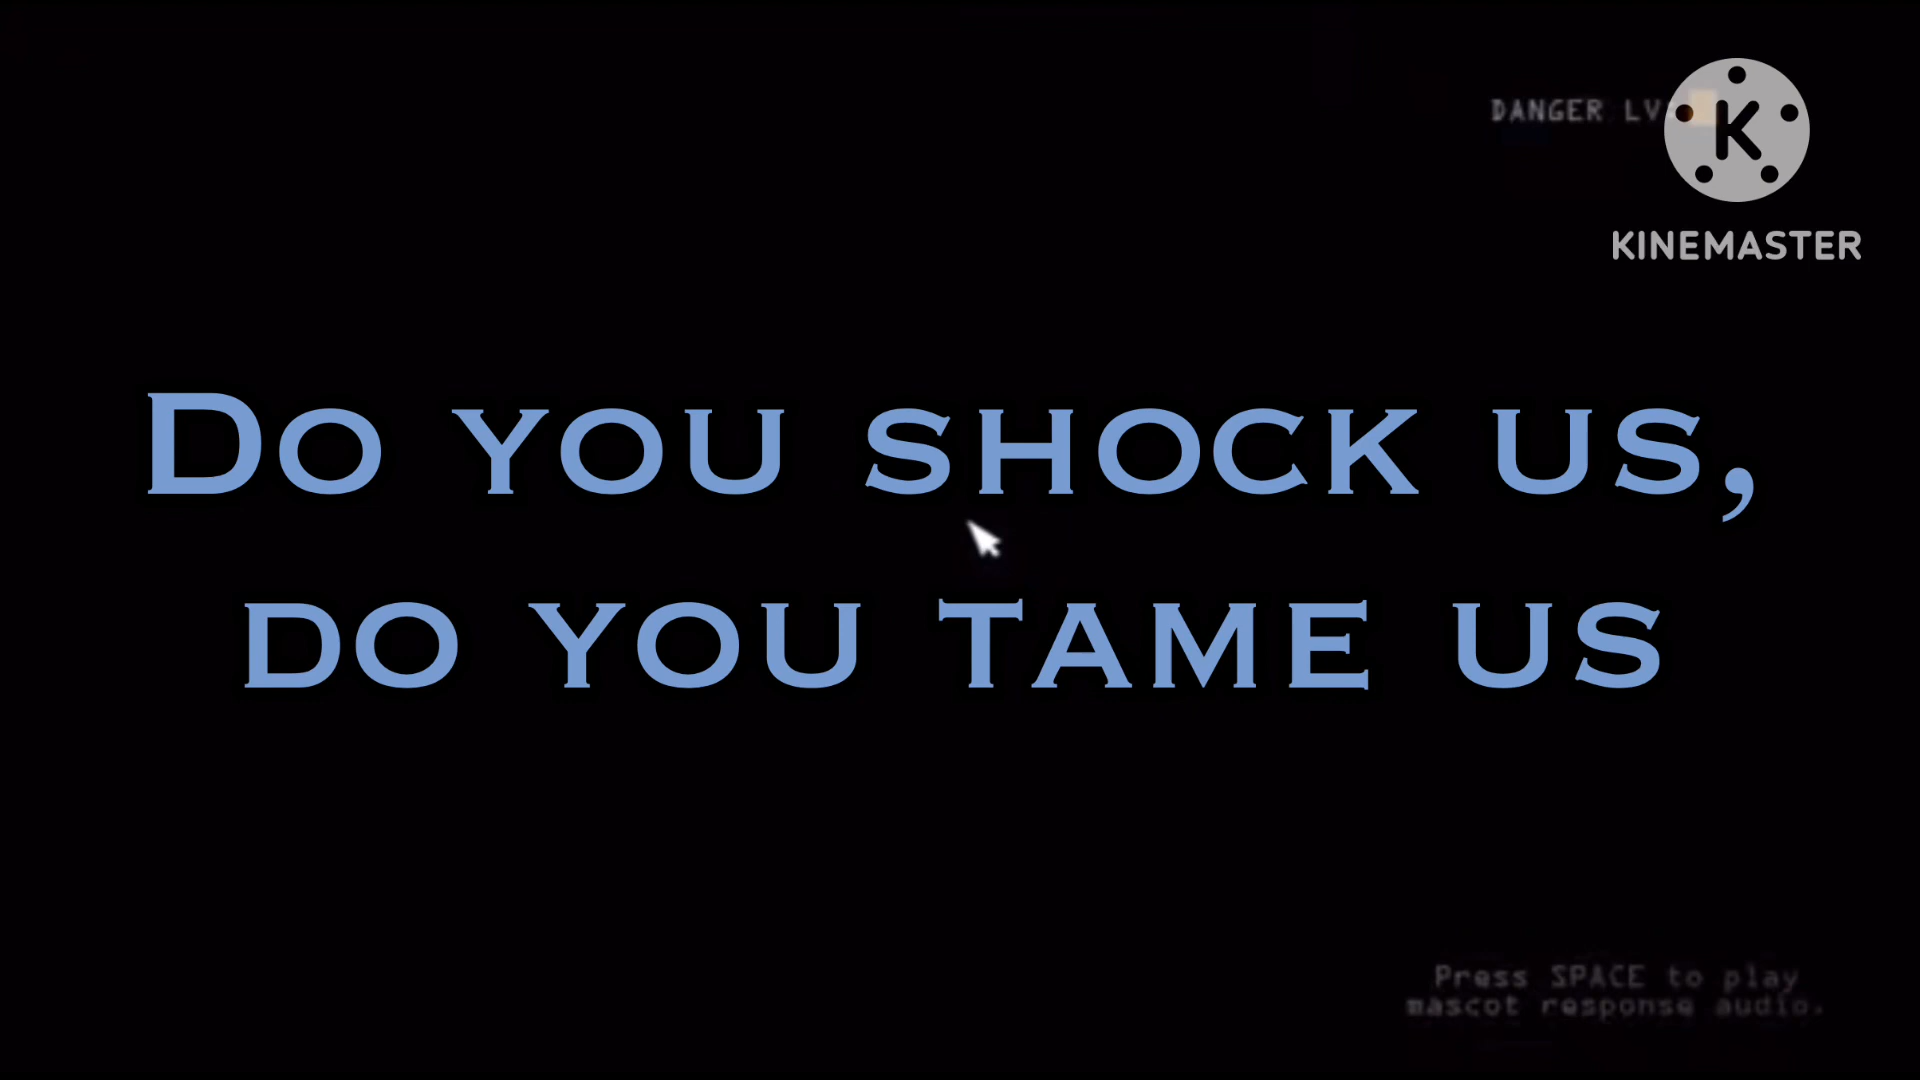 DANGER LV:
K
KINEMASTER
Do you shock us,
do you tame us
Press SPACE to play
mascot response audio.